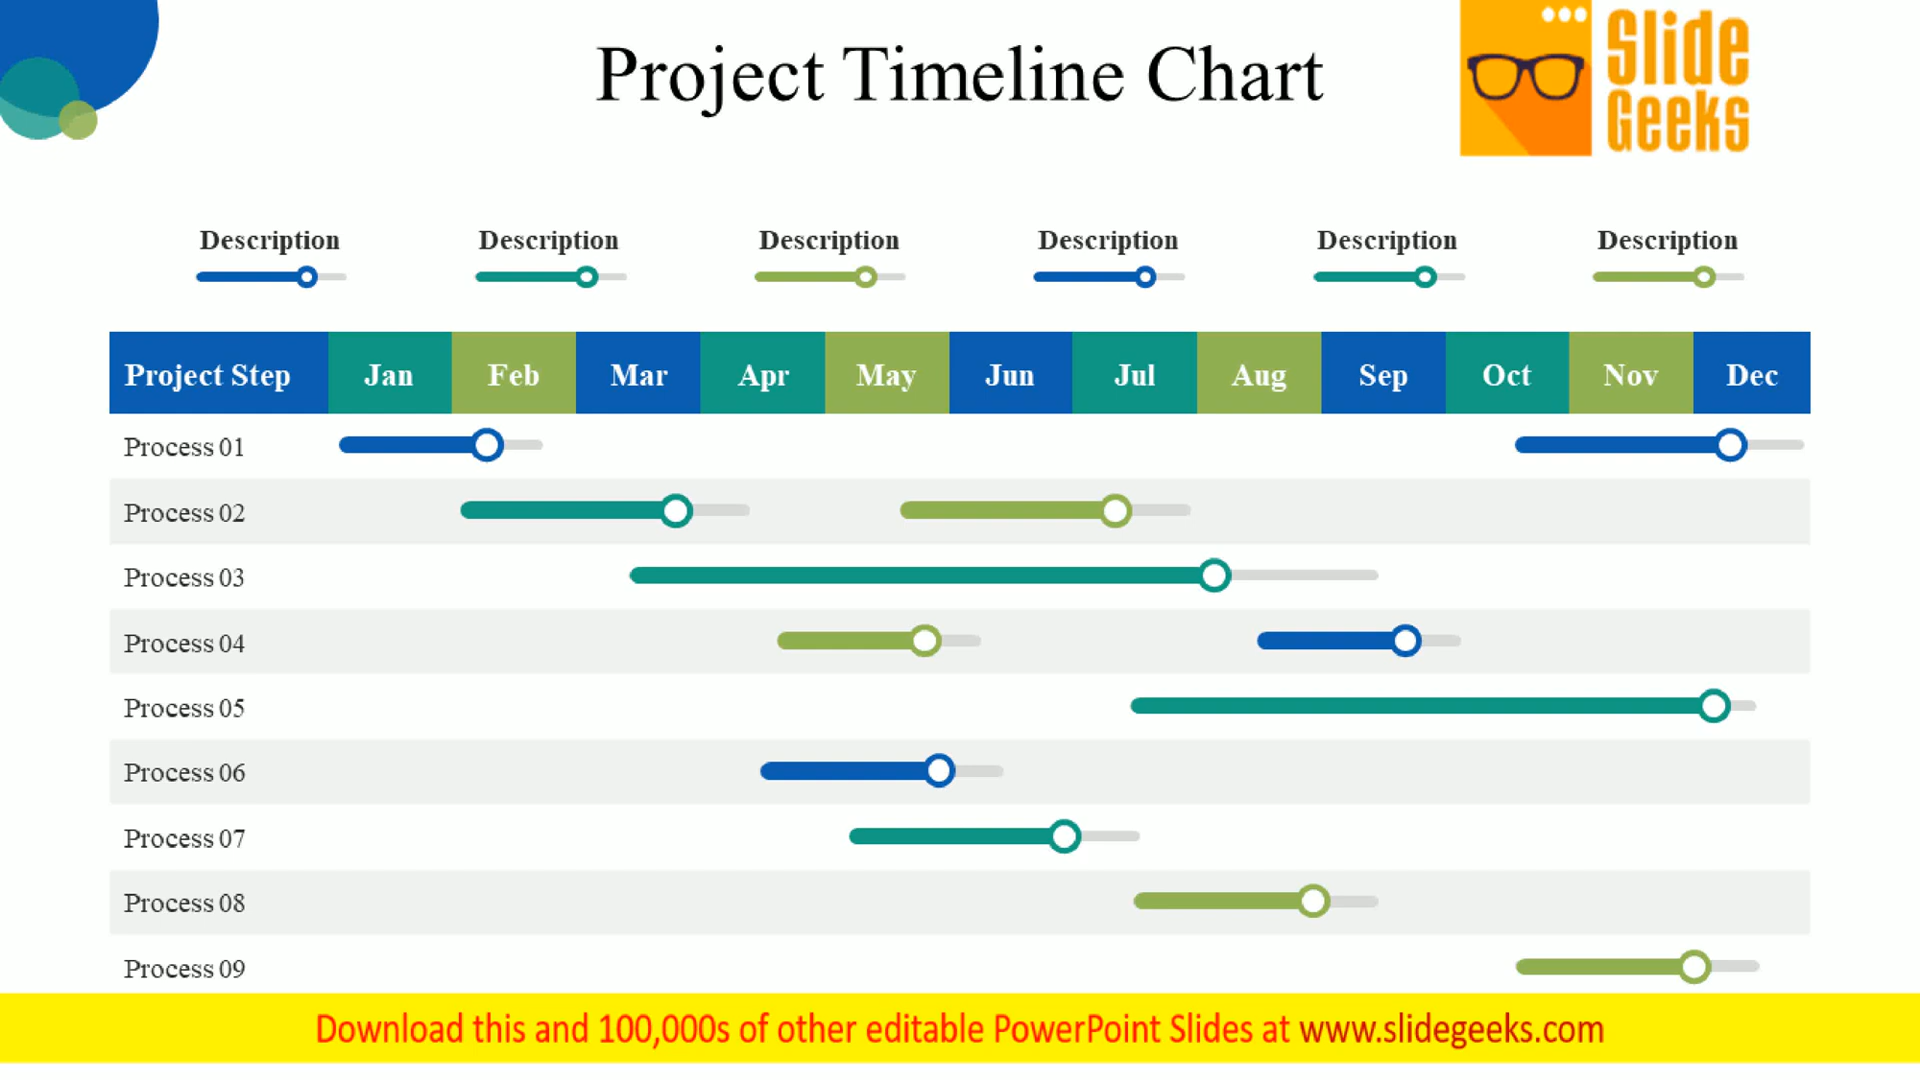 Project Timeline Chart
Slide
Geeks
Description Description Description Description Description Description
Project Step Jan Feb Mar Apr May Jun Jul Aug Sep Oct Nov Dec
Process 01
Process 02
Process 03
Process 04
Process 05
Process 06
Process 07
Process 08
Process 09
Download this and 100,000s of other editable PowerPoint Slides at www.slidegeeks.com